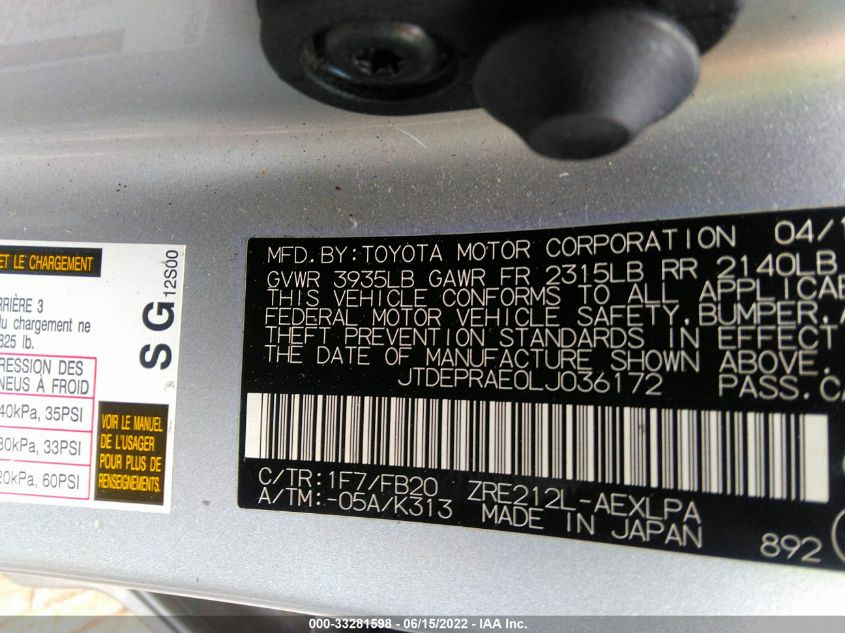 ET LE CHARGEMENT
RRIÈRE 3
du chargement ne
825 lb.
RESSION DES
NEUS À FROID
40kPa, 35PSI
30kPa, 33PSI
20kPa, 60PSI
VOIR LE MANUEL
DE L'USAGER
POUR PLUS DE
RENSEIGNEMENTS.
SG 12S00
MFD.BY:TOYOTA MOTOR CORPORATION 04/1
GVWR 3935LB GAWR FR 2315LB RR 2140LB
THIS VEHICLE CONFORMS TO ALL APPLICAB
FEDERAL MOTOR VEHICLE SAFETY,BUMPER,A
THEFT PREVENTION STANDARDS IN EFFECT
THE DATE OF MANUFACTURE SHOWN ABOVE.
JTDEPRAE0LJ036172 PASS.CA
C/TR:1F7/FB20 ZRE212L-AEXLPA
A/TM:-05A/K313 MADE IN JAPAN
892
000-33281598 - 06/15/2022 - IAA Inc.